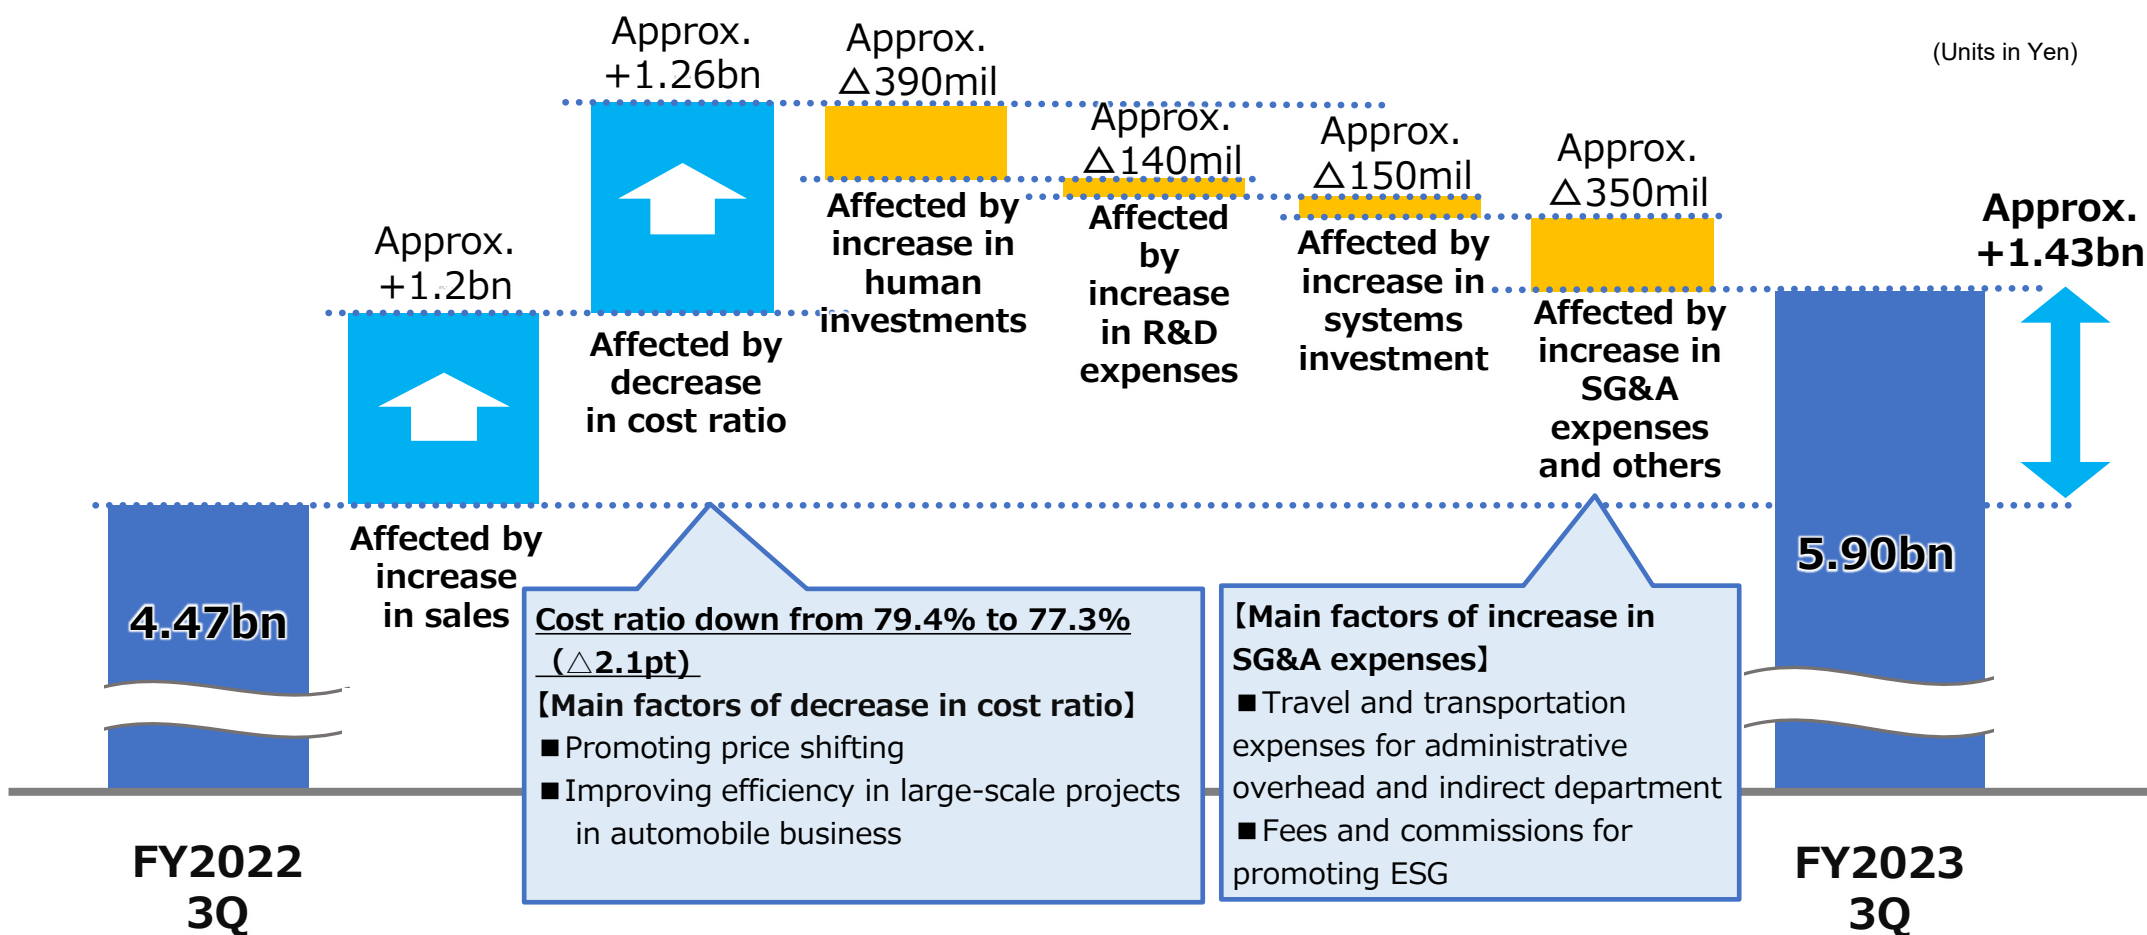 (Units in Yen)
Approx.
+1.2bn
Affected by
increase
in sales
Approx.
+1.26bn
Affected by
decrease
in cost ratio
Approx.
△390mil
Affected by
increase in
human
investments
Approx.
△140mil
Affected
by
increase
in R&D
expenses
Approx.
△150mil
Affected by
increase in
systems
investment
Approx.
△350mil
Affected by
increase in
SG&A
expenses
and others
Approx.
+1.43bn
4.47bn
5.90bn
Cost ratio down from 79.4% to 77.3%
（△2.1pt)
【Main factors of decrease in cost ratio】
■Promoting price shifting
■Improving efficiency in large-scale projects
in automobile business
【Main factors of increase in
SG&A expenses】
■Travel and transportation
expenses for administrative
overhead and indirect department
■Fees and commissions for
promoting ESG
FY2022
3Q
FY2023
3Q